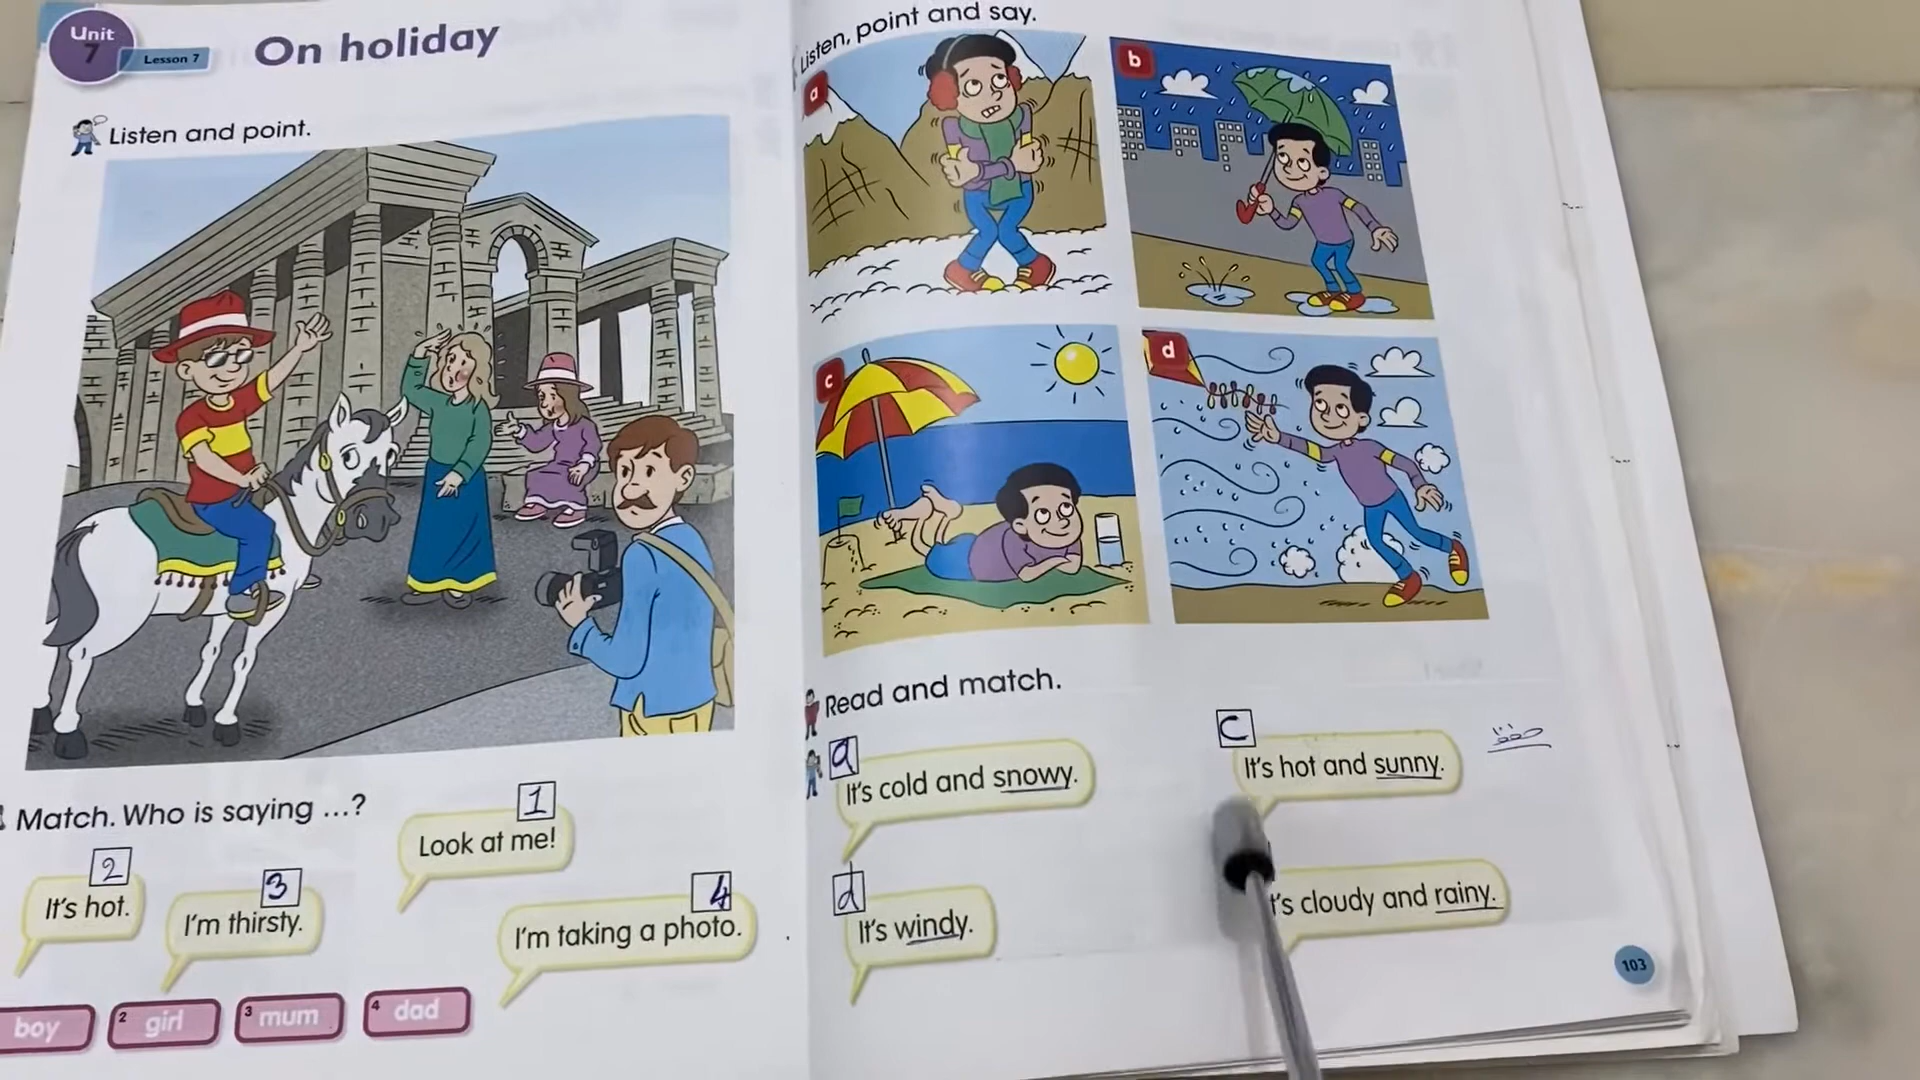 Unit
7
Lesson 7
On holiday
Listen and point.
Match. Who is saying ...?
1
Look at me!
2
It's hot.
3
I'm thirsty.
4
I'm taking a photo.
boy
2 girl
3 mum
4 dad
Listen, point and say.
a
b
c
d
Read and match.
a
It's cold and snowy.
c
It's hot and sunny.
d
It's windy.
t's cloudy and rainy.
103